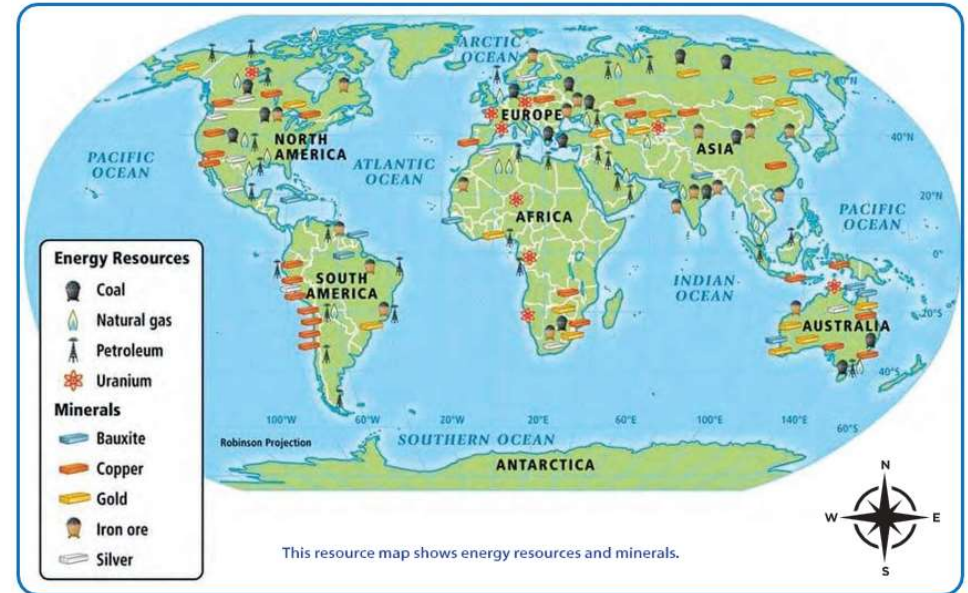 ARCTIC
OCEAN
EUROPE
ASIA
NORTH
AMERICA
PACIFIC
OCEAN
ATLANTIC
OCEAN
40°N
20°N
PACIFIC
OCEAN
0°
AFRICA
SOUTH
AMERICA
INDIAN
OCEAN
AUSTRALIA
20°S
40°S
60°S
100°W
60°W
20°W
20°E
60°E
100°E
140°E
Robinson Projection
SOUTHERN OCEAN
ANTARCTICA
Energy Resources
Coal
Natural gas
Petroleum
Uranium
Minerals
Bauxite
Copper
Gold
Iron ore
Silver
This resource map shows energy resources and minerals.
N
W
E
S